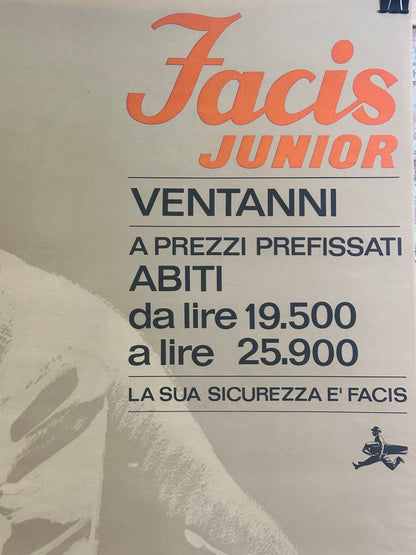 Facis
JUNIOR
VENTANNI
A PREZZI PREFISSATI
ABITI
da lire 19.500
a lire 25.900
LA SUA SICUREZZA E' FACIS